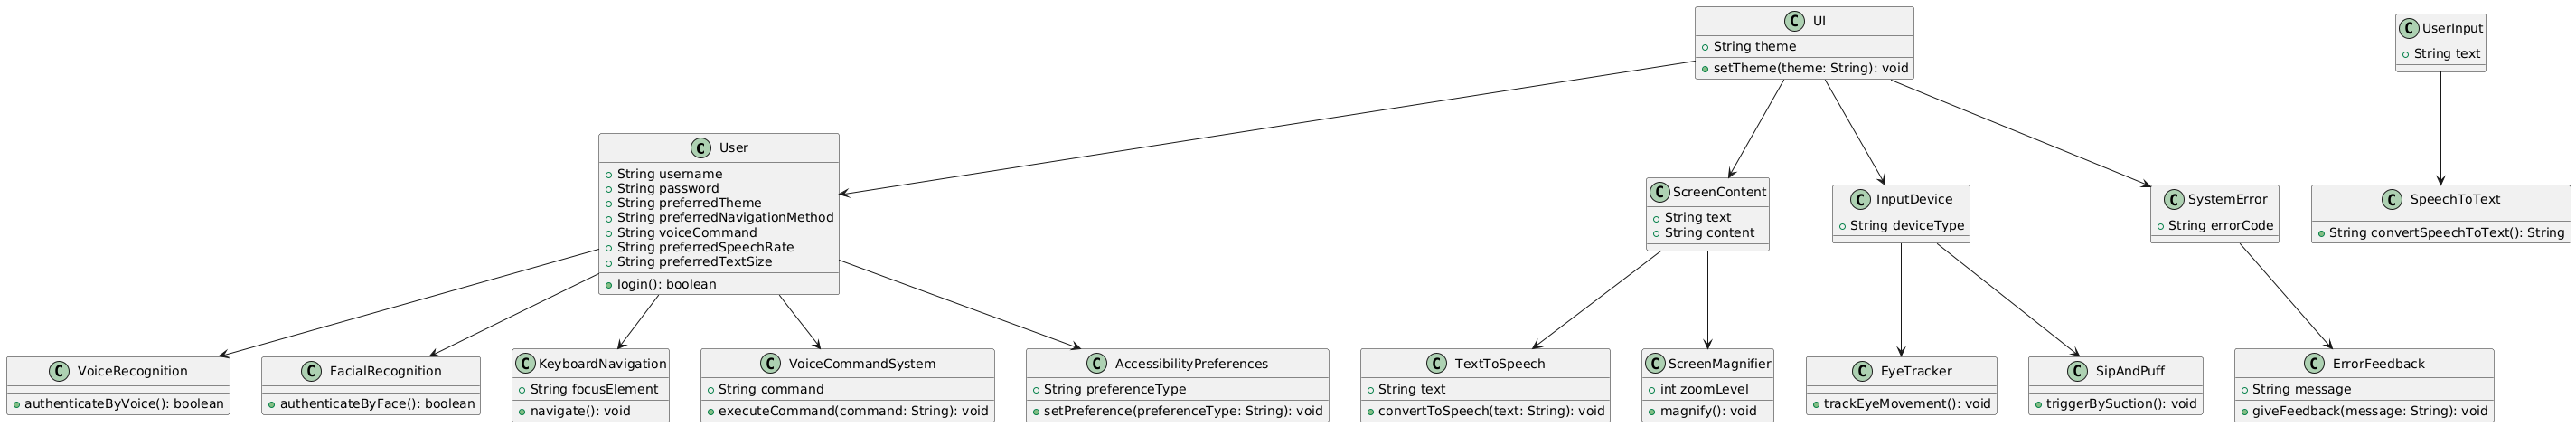 C UI
String theme
setTheme(theme: String): void
C UserInput
String text
C User
String username
String password
String preferredTheme
String preferredNavigationMethod
String voiceCommand
String preferredSpeechRate
String preferredTextSize
login(): boolean
C ScreenContent
String text
String content
C InputDevice
String deviceType
C SystemError
String errorCode
C SpeechToText
String convertSpeechToText(): String
C VoiceRecognition
authenticateByVoice(): boolean
C FacialRecognition
authenticateByFace(): boolean
C KeyboardNavigation
String focusElement
navigate(): void
C VoiceCommandSystem
String command
executeCommand(command: String): void
C AccessibilityPreferences
String preferenceType
setPreference(preferenceType: String): void
C TextToSpeech
String text
convertToSpeech(text: String): void
C ScreenMagnifier
int zoomLevel
magnify(): void
C EyeTracker
trackEyeMovement(): void
C SipAndPuff
triggerBySuction(): void
C ErrorFeedback
String message
giveFeedback(message: String): void